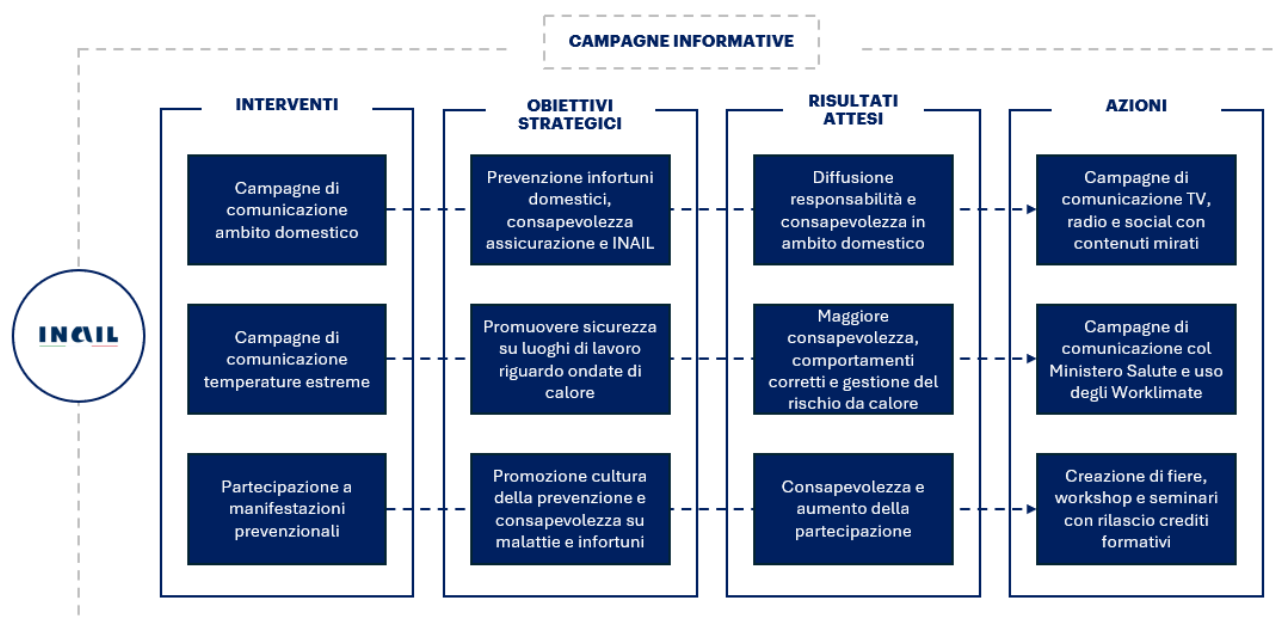 CAMPAGNE INFORMATIVE
INTERVENTI
OBIETTIVI
STRATEGICI
RISULTATI
ATTESI
AZIONI
Campagne di
comunicazione
ambito domestico
Prevenzione infortuni
domestici,
consapevolezza
assicurazione e INAIL
Diffusione
responsabilità e
consapevolezza in
ambito domestico
Campagne di
comunicazione TV,
radio e social con
contenuti mirati
INAIL
Campagne di
comunicazione
temperature estreme
Promuovere sicurezza
su luoghi di lavoro
riguardo ondate di
calore
Maggiore
consapevolezza,
comportamenti
corretti e gestione del
rischio da calore
Campagne di
comunicazione col
Ministero Salute e uso
degli Worklimate
Partecipazione a
manifestazioni
prevenzionali
Promozione cultura
della prevenzione e
consapevolezza su
malattie e infortuni
Consapevolezza e
aumento della
partecipazione
Creazione di fiere,
workshop e seminari
con rilascio crediti
formativi